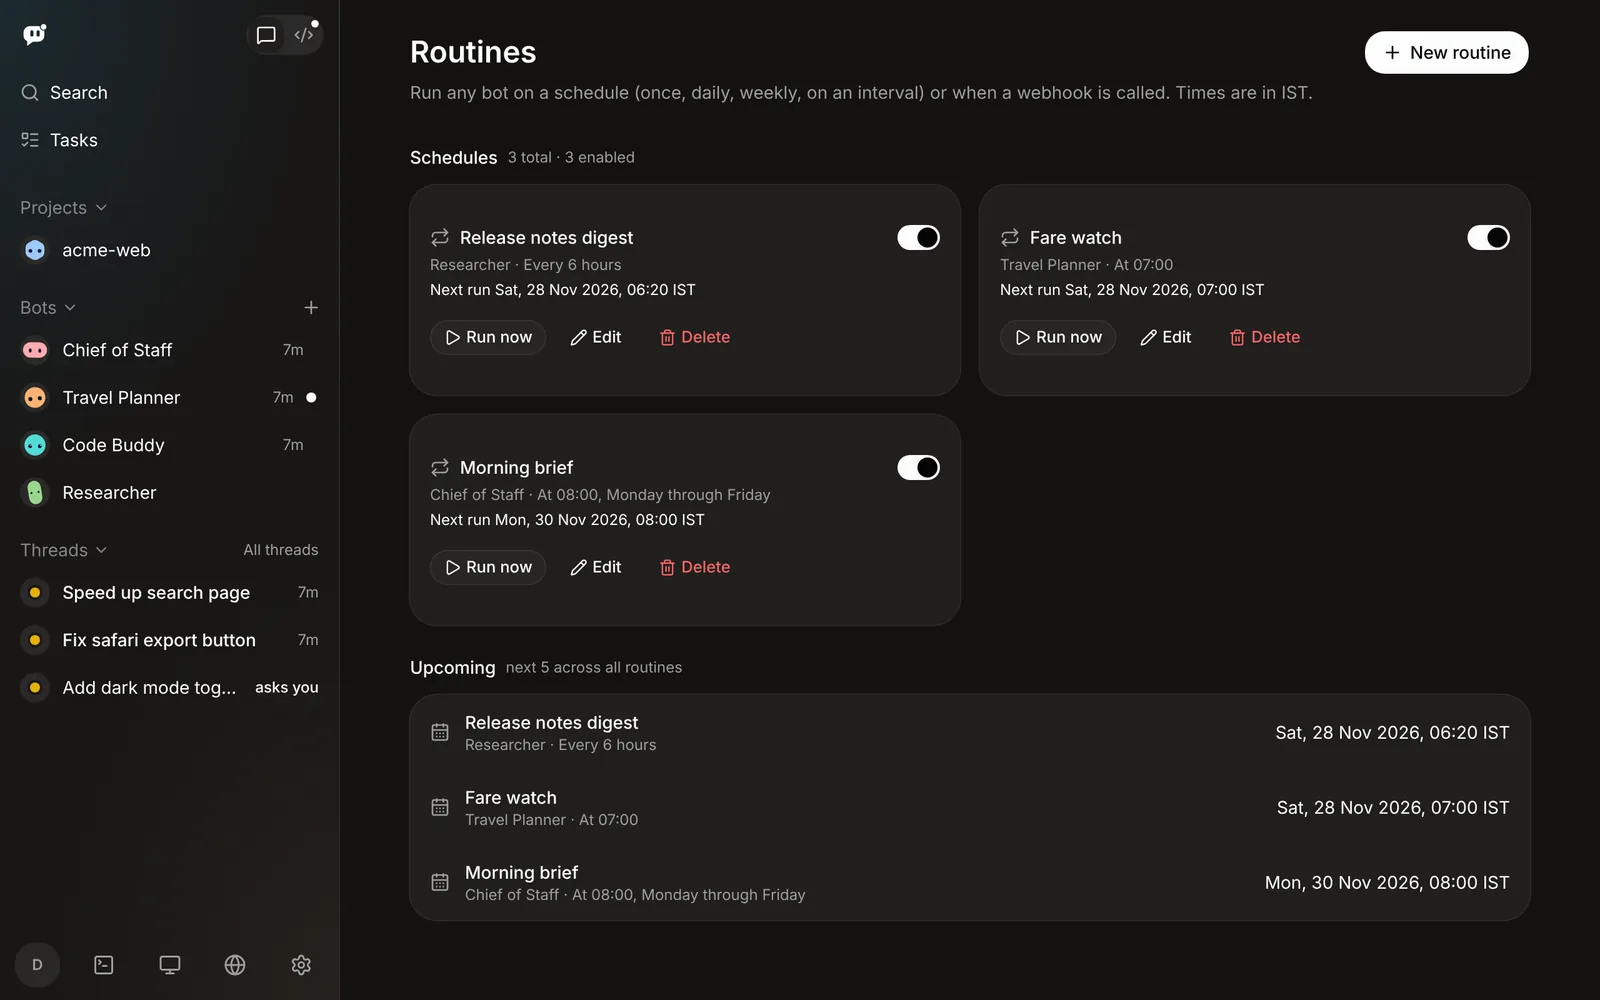 Search
Tasks
Projects
acme-web
Bots
Chief of Staff 7m
Travel Planner 7m
Code Buddy 7m
Researcher
Threads All threads
Speed up search page 7m
Fix safari export button 7m
Add dark mode tog... asks you
D
Routines
New routine
Run any bot on a schedule (once, daily, weekly, on an interval) or when a webhook is called. Times are in IST.
Schedules 3 total · 3 enabled
Release notes digest
Researcher · Every 6 hours
Next run Sat, 28 Nov 2026, 06:20 IST
Run now Edit Delete
Fare watch
Travel Planner · At 07:00
Next run Sat, 28 Nov 2026, 07:00 IST
Run now Edit Delete
Morning brief
Chief of Staff · At 08:00, Monday through Friday
Next run Mon, 30 Nov 2026, 08:00 IST
Run now Edit Delete
Upcoming next 5 across all routines
Release notes digest
Researcher · Every 6 hours
Sat, 28 Nov 2026, 06:20 IST
Fare watch
Travel Planner · At 07:00
Sat, 28 Nov 2026, 07:00 IST
Morning brief
Chief of Staff · At 08:00, Monday through Friday
Mon, 30 Nov 2026, 08:00 IST